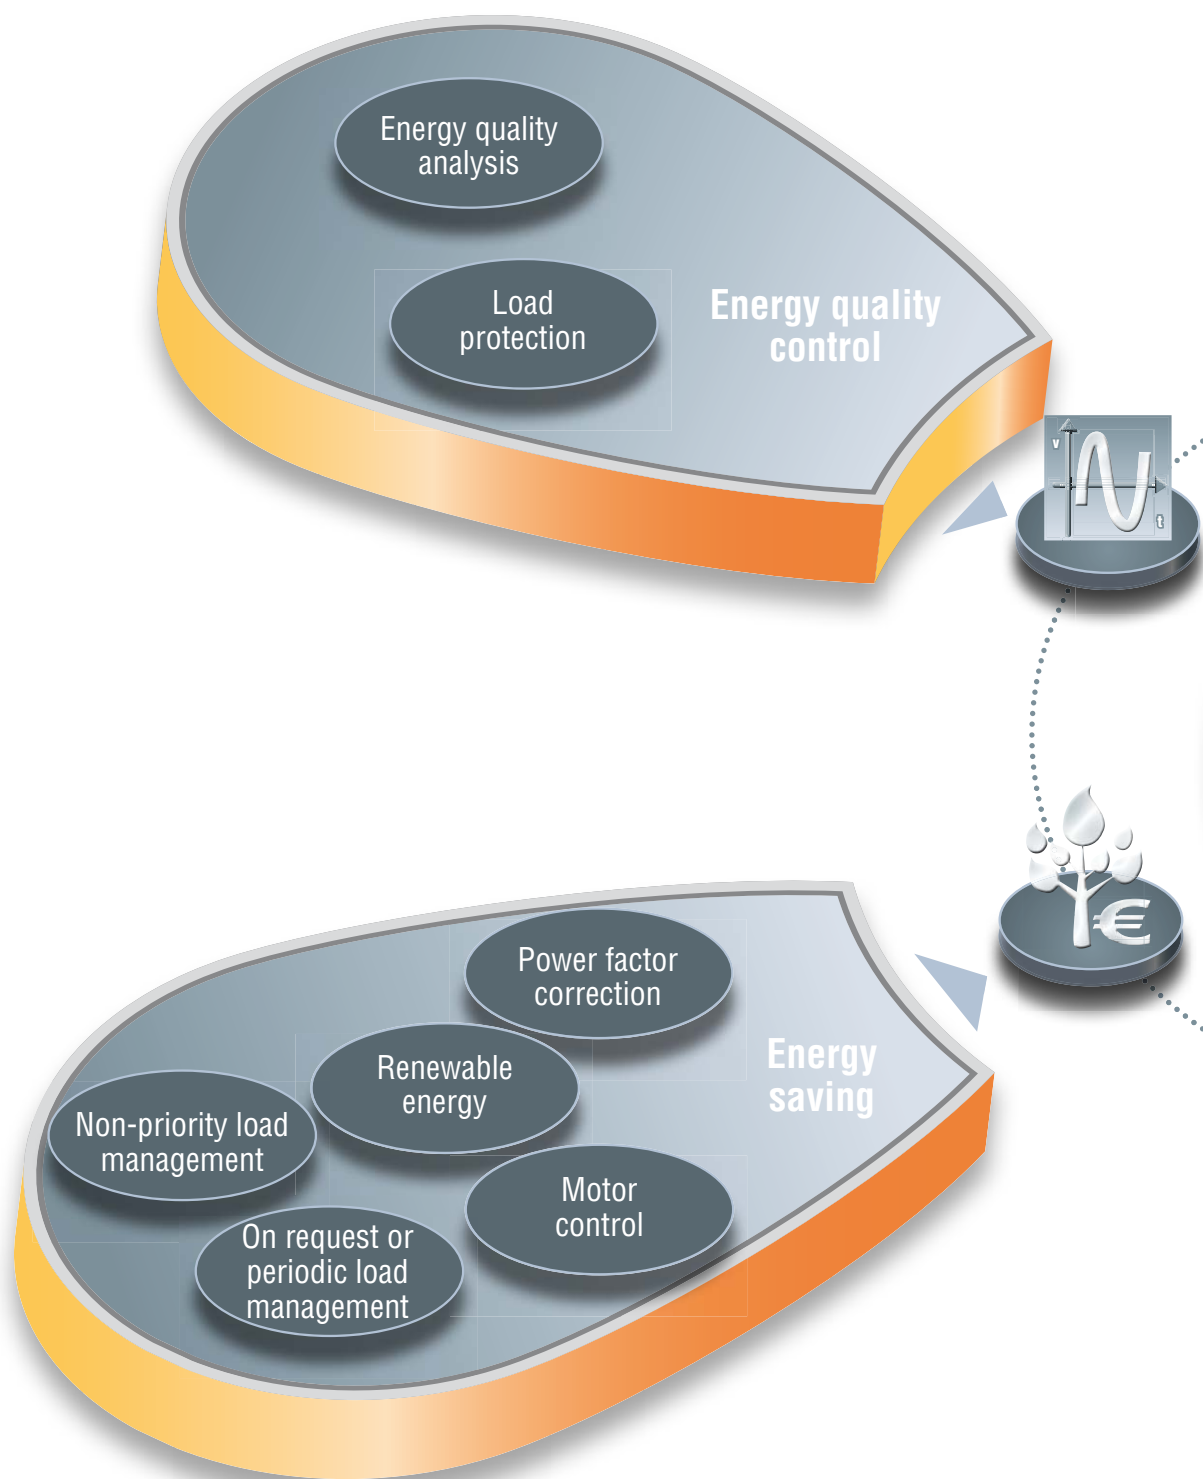 Energy quality
analysis
Load
protection
Energy quality
control
v
t
€
Power factor
correction
Renewable
energy
Energy
saving
Non-priority load
management
Motor
control
On request or
periodic load
management